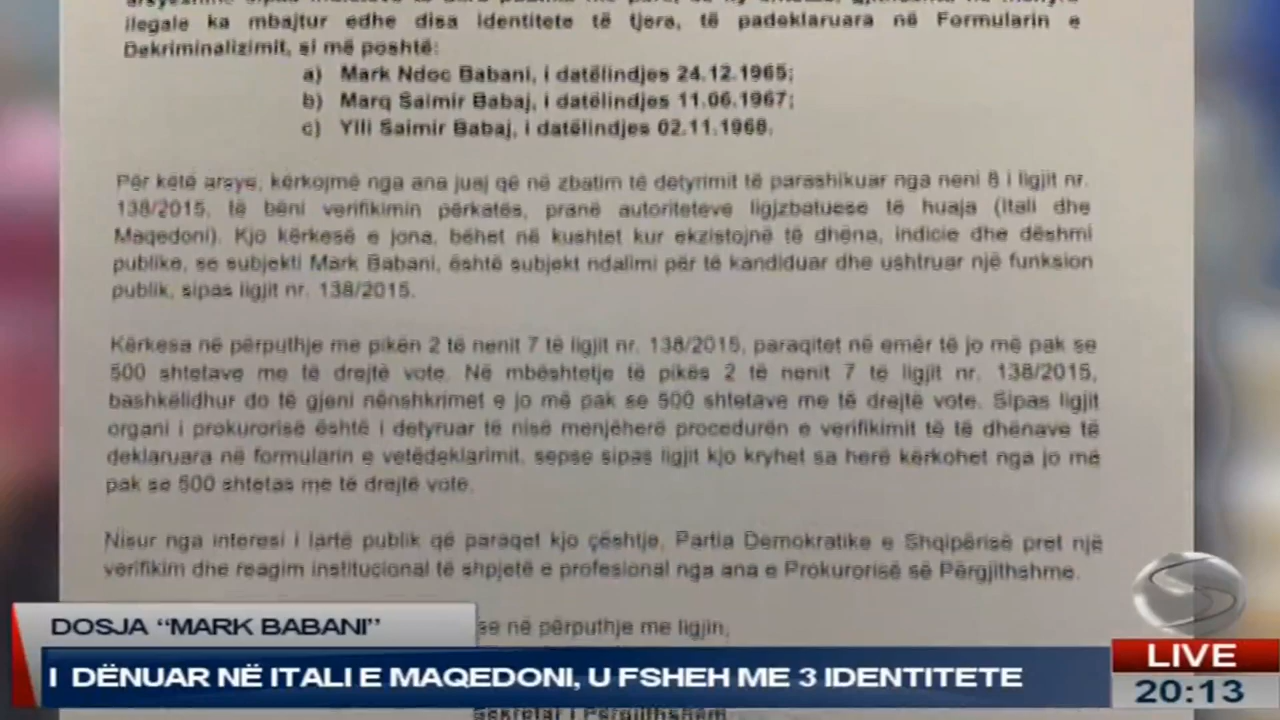 ilegale ka mbajtur edhe disa identitete të tjera, të padeklaruara në Formularin e
Dekriminalizimit, si më poshtë:
a) Mark Ndoc Babani, i datëlindjes 24.12.1965;
b) Marq Saimir Babaj, i datëlindjes 11.06.1967;
c) Ylli Saimir Babaj, i datëlindjes 02.11.1968.
Për këtë arsye, kërkojmë nga ana juaj që në zbatim të detyrimit të parashikuar nga neni 8 i ligjit nr.
138/2015, të bëni verifikimin përkatës, pranë autoriteteve ligjzbatuese të huaja (Itali dhe
Maqedoni). Kjo kërkesë e jona, bëhet në kushtet kur ekzistojnë të dhëna, indicie dhe dëshmi
publike, se subjekti Mark Babani, është subjekt ndalimi për të kandiduar dhe ushtruar një funksion
publik, sipas ligjit nr. 138/2015.
Kërkesa në përputhje me pikën 2 të nenit 7 të ligjit nr. 138/2015, paraqitet në emër të jo më pak se
500 shtetave me të drejtë vote. Në mbështetje të pikës 2 të nenit 7 të ligjit nr. 138/2015,
bashkëlidhur do të gjeni nënshkrimet e jo më pak se 500 shtetave me të drejtë vote. Sipas ligjit
organi i prokurorisë është i detyruar të nisë menjëherë procedurën e verifikimit të të dhënave të
deklaruara në formularin e vetëdeklarimit, sepse sipas ligjit kjo kryhet sa herë kërkohet nga jo më
pak se 500 shtetas me të drejtë vote.
Nisur nga interesi i lartë publik që paraqet kjo çështje, Partia Demokratike e Shqipërisë pret një
verifikim dhe reagim institucional të shpjetë e profesional nga ana e Prokurorisë së Përgjithshme.
se në përputhje me ligjin,
DOSJA “MARK BABANI”
I DËNUAR NË ITALI E MAQEDONI, U FSHEH ME 3 IDENTITETE
LIVE
20:13
Sekretar i Përgjithshëm